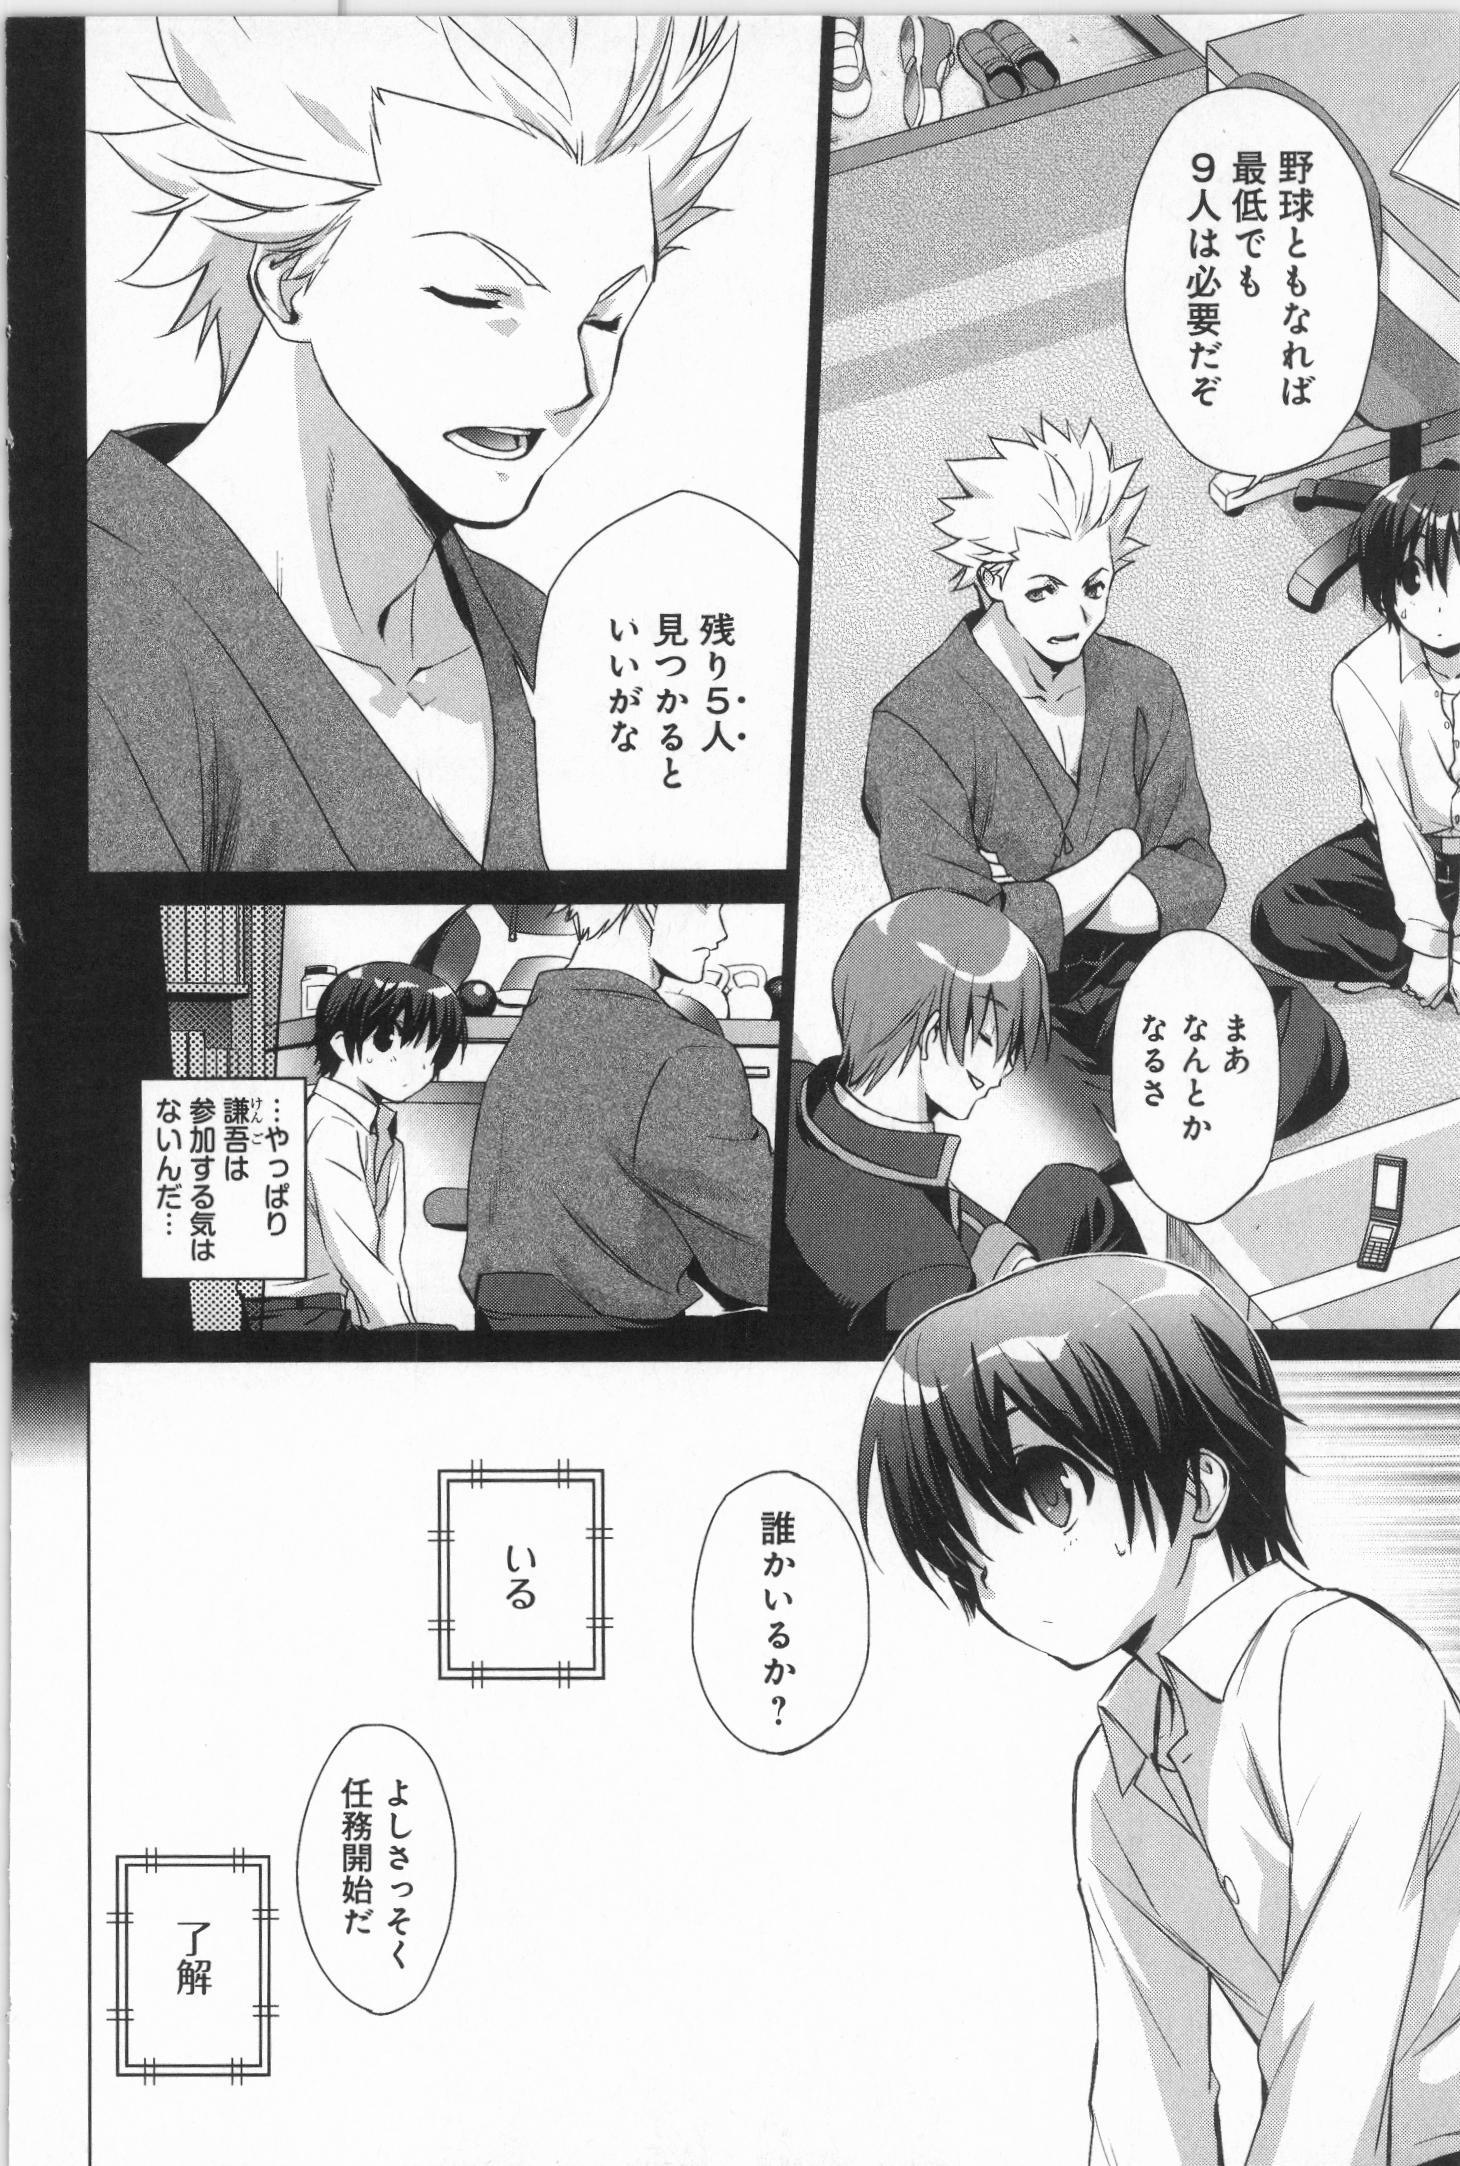 野球ともなれば
最低でも
9人は必要だぞ
まあ
なんとか
なるさ
残り5人
見つかると
いいがな
…やっぱり
謙吾は
参加する気は
ないんだ…
けんご
誰かいるか?
いる
よしさっそく
任務開始だ
了解